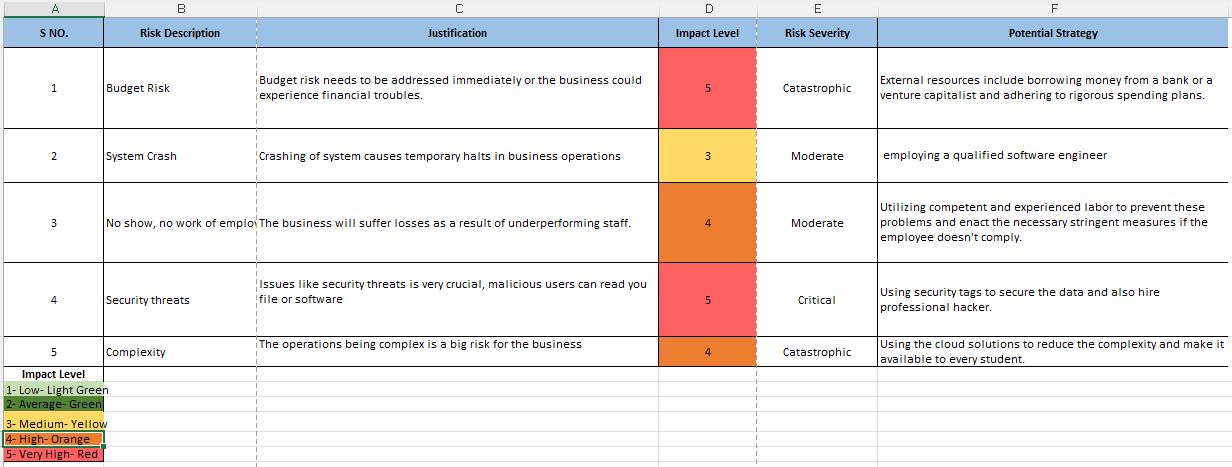 A B C D E F
S NO. Risk Description Justification Impact Level Risk Severity Potential Strategy
1 Budget Risk
Budget risk needs to be addressed immediately or the business could
experience financial troubles.
5 Catastrophic
External resources include borrowing money from a bank or a
venture capitalist and adhering to rigorous spending plans.
2 System Crash Crashing of system causes temporary halts in business operations 3 Moderate employing a qualified software engineer
3 No show, no work of emplo The business will suffer losses as a result of underperforming staff. 4 Moderate
Utilizing competent and experienced labor to prevent these
problems and enact the necessary stringent measures if the
employee doesn't comply.
4 Security threats
Issues like security threats is very crucial, malicious users can read you
file or software
5 Critical
Using security tags to secure the data and also hire
professional hacker.
5 Complexity
The operations being complex is a big risk for the business
4 Catastrophic
Using the cloud solutions to reduce the complexity and make it
available to every student.
Impact Level
1- Low- Light Green
2- Average- Green
3- Medium- Yellow
4- High- Orange
5- Very High- Red